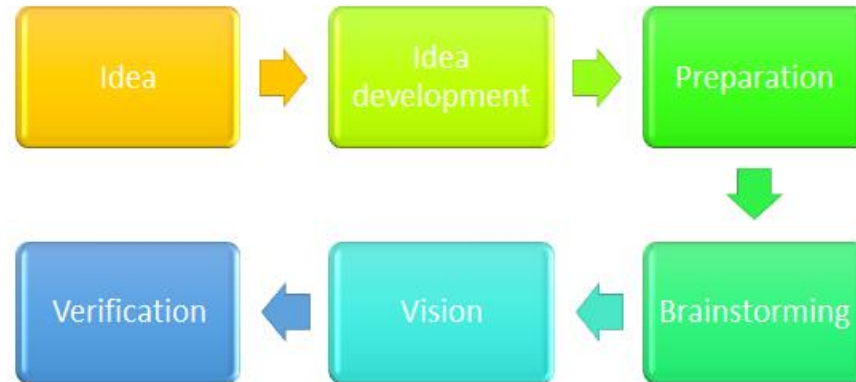 Idea
Idea
development
Preparation
Brainstorming
Vision
Verification